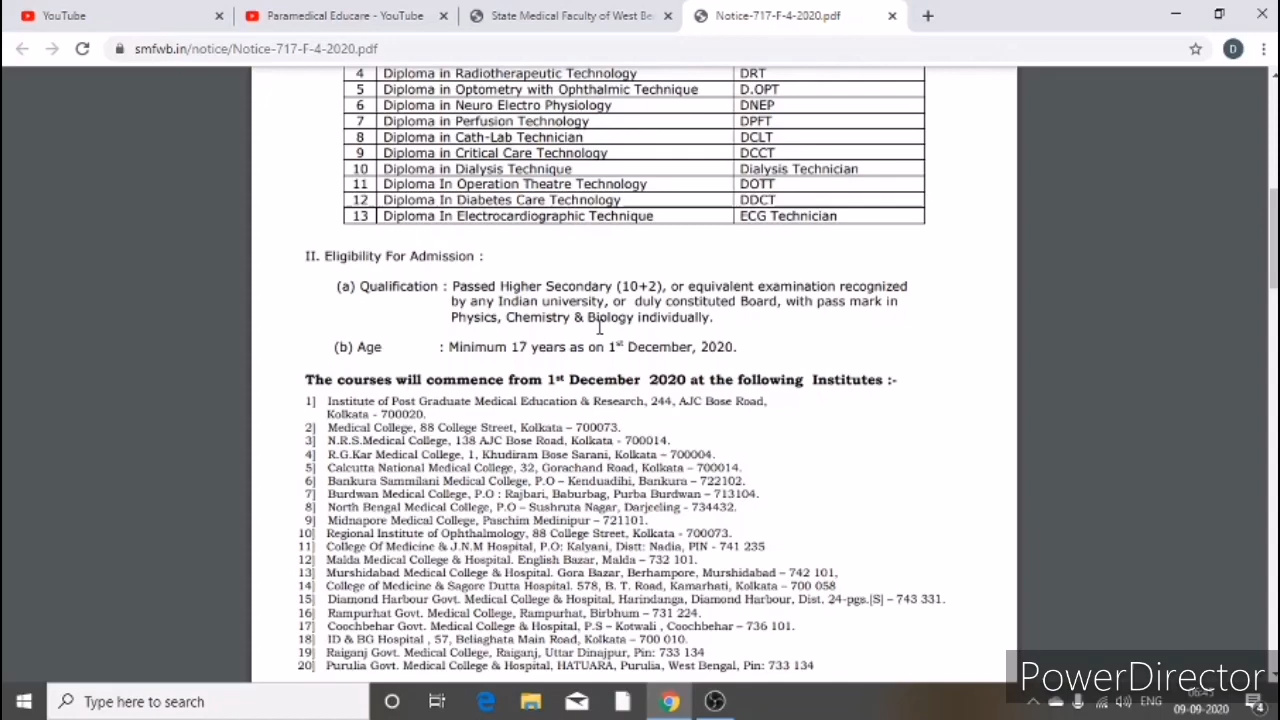 YouTube
Paramedical Educare - YouTube
State Medical Faculty of West Be
Notice-717-F-4-2020.pdf
smfwb.in/notice/Notice-717-F-4-2020.pdf
D
4 Diploma in Radiotherapeutic Technology DRT
5 Diploma in Optometry with Ophthalmic Technique D.OPT
6 Diploma in Neuro Electro Physiology DNEP
7 Diploma in Perfusion Technology DPFT
8 Diploma in Cath-Lab Technician DCLT
9 Diploma in Critical Care Technology DCCT
10 Diploma in Dialysis Technique Dialysis Technician
11 Diploma In Operation Theatre Technology DOTT
12 Diploma In Diabetes Care Technology DDCT
13 Diploma In Electrocardiographic Technique ECG Technician
II. Eligibility For Admission :
(a) Qualification : Passed Higher Secondary (10+2), or equivalent examination recognized
by any Indian university, or duly constituted Board, with pass mark in
Physics, Chemistry & Biology individually.
(b) Age : Minimum 17 years as on 1st December, 2020.
The courses will commence from 1st December 2020 at the following Institutes :-
1] Institute of Post Graduate Medical Education & Research, 244, AJC Bose Road,
Kolkata - 700020.
2] Medical College, 88 College Street, Kolkata – 700073.
3] N.R.S.Medical College, 138 AJC Bose Road, Kolkata - 700014.
4] R.G.Kar Medical College, 1, Khudiram Bose Sarani, Kolkata – 700004.
5] Calcutta National Medical College, 32, Gorachand Road, Kolkata – 700014.
6] Bankura Sammilani Medical College, P.O – Kenduadihi, Bankura – 722102.
7] Burdwan Medical College, P.O : Rajbari, Baburbag, Purba Burdwan – 713104.
8] North Bengal Medical College, P.O – Sushruta Nagar, Darjeeling - 734432.
9] Midnapore Medical College, Paschim Medinipur – 721101.
10] Regional Institute of Ophthalmology, 88 College Street, Kolkata - 700073.
11] College Of Medicine & J.N.M Hospital, P.O: Kalyani, Distt: Nadia, PIN - 741 235
12] Malda Medical College & Hospital. English Bazar, Malda – 732 101.
13] Murshidabad Medical College & Hospital. Gora Bazar, Berhampore, Murshidabad – 742 101,
14] College of Medicine & Sagore Dutta Hospital. 578, B. T. Road, Kamarhati, Kolkata – 700 058
15] Diamond Harbour Govt. Medical College & Hospital, Harindanga, Diamond Harbour, Dist. 24-pgs.[S] – 743 331.
16] Rampurhat Govt. Medical College, Rampurhat, Birbhum – 731 224.
17] Coochbehar Govt. Medical College & Hospital, P.S – Kotwali , Coochbehar – 736 101.
18] ID & BG Hospital , 57, Beliaghata Main Road, Kolkata – 700 010.
19] Raiganj Govt. Medical College, Raiganj, Uttar Dinajpur, Pin: 733 134
20] Purulia Govt. Medical College & Hospital, HATUARA, Purulia, West Bengal, Pin: 733 134
PowerDirector
Type here to search
ENG
09-09-2020
4